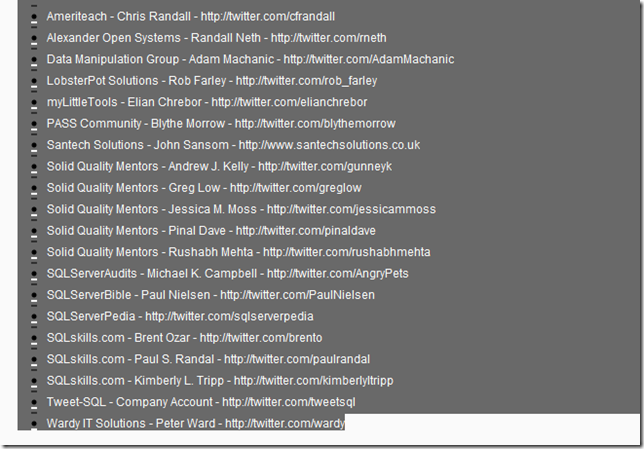 Ameriteach - Chris Randall - http://twitter.com/cfrandall
Alexander Open Systems - Randall Neth - http://twitter.com/rneth
Data Manipulation Group - Adam Machanic - http://twitter.com/AdamMachanic
LobsterPot Solutions - Rob Farley - http://twitter.com/rob_farley
myLittleTools - Elian Chrebor - http://twitter.com/elianchrebor
PASS Community - Blythe Morrow - http://twitter.com/blythemorrow
Santech Solutions - John Sansom - http://www.santechsolutions.co.uk
Solid Quality Mentors - Andrew J. Kelly - http://twitter.com/gunneyk
Solid Quality Mentors - Greg Low - http://twitter.com/greglow
Solid Quality Mentors - Jessica M. Moss - http://twitter.com/jessicammoss
Solid Quality Mentors - Pinal Dave - http://twitter.com/pinaldave
Solid Quality Mentors - Rushabh Mehta - http://twitter.com/rushabhmehta
SQLServerAudits - Michael K. Campbell - http://twitter.com/AngryPets
SQLServerBible - Paul Nielsen - http://twitter.com/PaulNielsen
SQLServerPedia - http://twitter.com/sqlserverpedia
SQLskills.com - Brent Ozar - http://twitter.com/brento
SQLskills.com - Paul S. Randal - http://twitter.com/paulrandal
SQLskills.com - Kimberly L. Tripp - http://twitter.com/kimberlyltripp
Tweet-SQL - Company Account - http://twitter.com/tweetsql
Wardy IT Solutions - Peter Ward - http://twitter.com/wardy